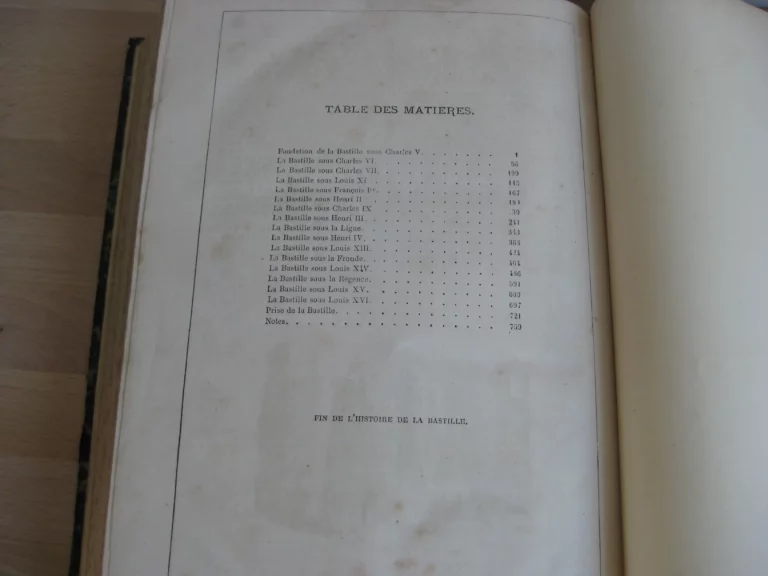 TABLE DES MATIERES.
Fondation de la Bastille sous Charles V. 1
La Bastille sous Charles VI.
La Bastille sous Charles VII.
La Bastille sous Louis XI
La Bastille sous François Ier.
La Bastille sous Henri II
La Bastille sous Charles IX
La Bastille sous Henri III.
La Bastille sous la Ligue.
La Bastille sous Henri IV.
La Bastille sous Louis XIII.
La Bastille sous la Fronde.
La Bastille sous Louis XIV.
La Bastille sous la Régence.
La Bastille sous Louis XV. 603
La Bastille sous Louis XVI. 697
Prise de la Bastille. 721
Notes.
FIN DE L'HISTOIRE DE LA BASTILLE.